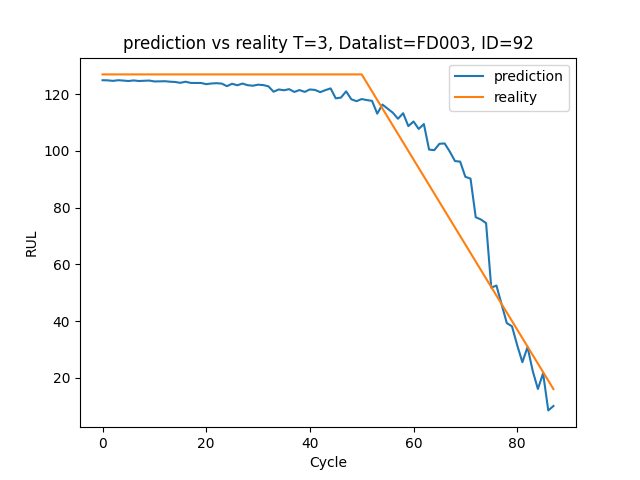 prediction vs reality T=3, Datalist=FD003, ID=92
prediction
reality
RUL
120
100
80
60
40
20
0 20 40 60 80
Cycle